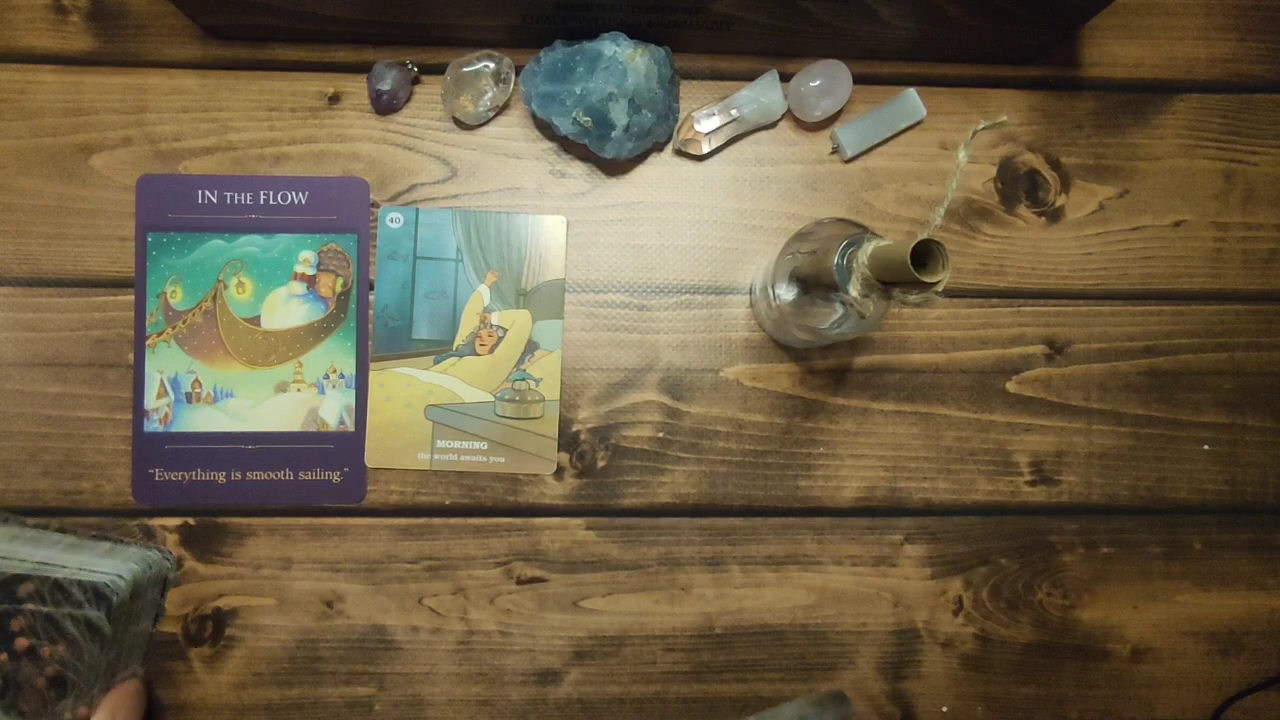 IN THE FLOW
40
MORNING
the world awaits you
"Everything is smooth sailing."